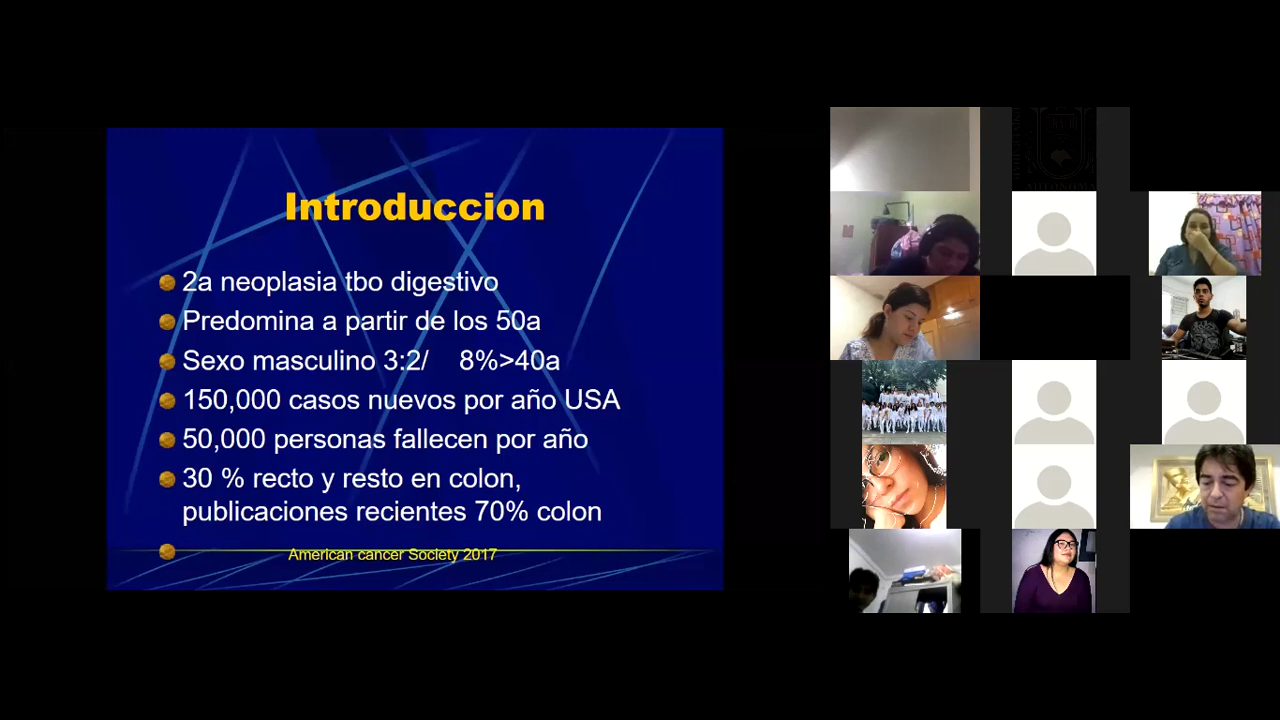 Introduccion
2a neoplasia tbo digestivo
Predomina a partir de los 50a
Sexo masculino 3:2/ 8%>40a
150,000 casos nuevos por año USA
50,000 personas fallecen por año
30 % recto y resto en colon,
publicaciones recientes 70% colon
American cancer Society 2017